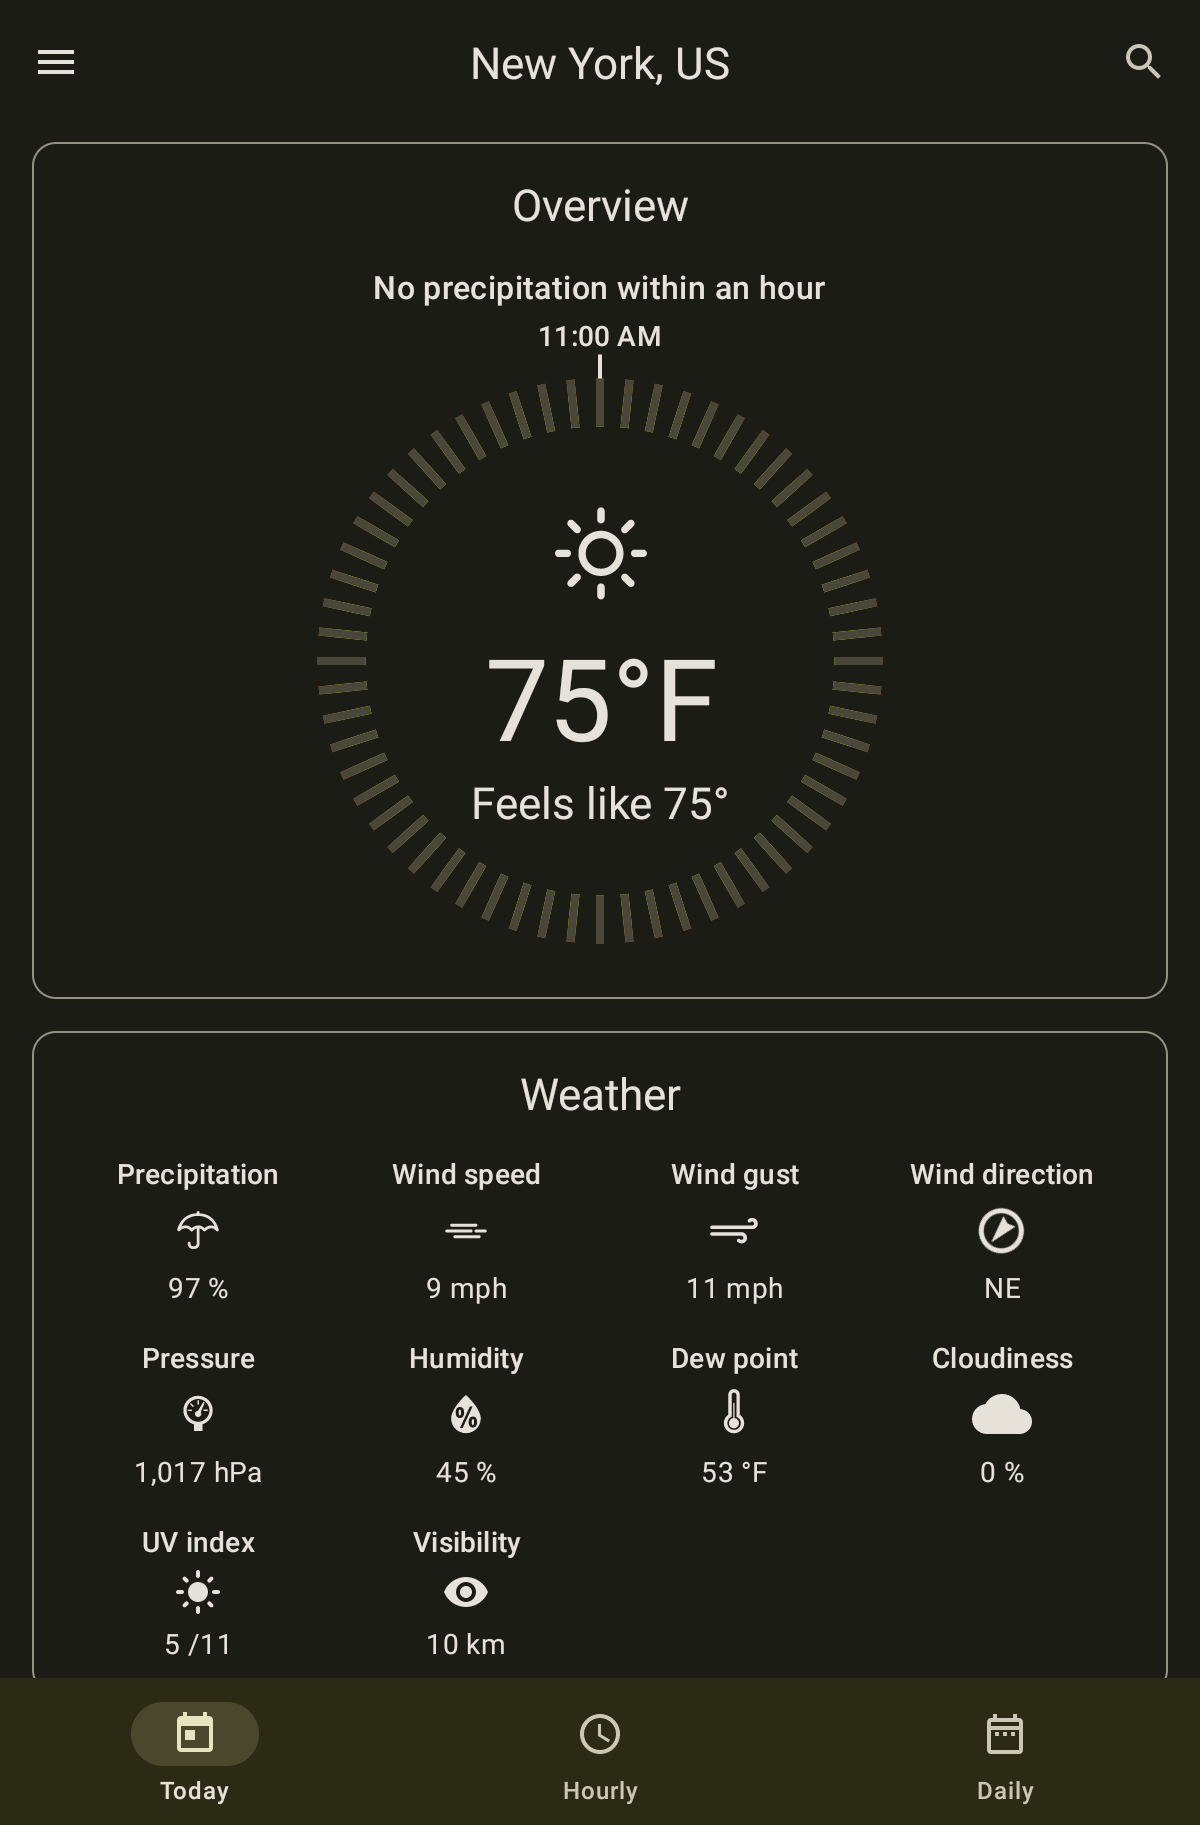 New York, US
Overview
No precipitation within an hour
11:00 AM
75°F
Feels like 75°
Weather
Precipitation Wind speed Wind gust Wind direction
97 % 9 mph 11 mph NE
Pressure Humidity Dew point Cloudiness
1,017 hPa 45 % 53 °F 0 %
UV index Visibility
5 /11 10 km
Today Hourly Daily